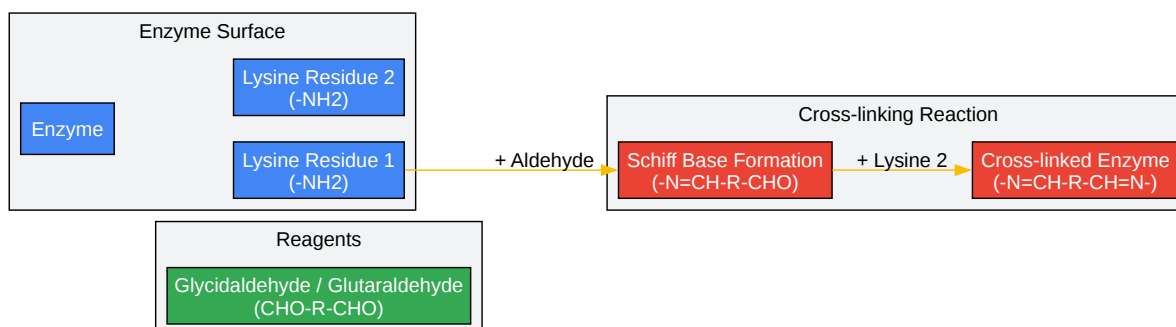 Enzyme Surface
Lysine Residue 2
(-NH2)
Enzyme
Lysine Residue 1
(-NH2)
+ Aldehyde
Cross-linking Reaction
Schiff Base Formation
(-N=CH-R-CHO)
+ Lysine 2
Cross-linked Enzyme
(-N=CH-R-CH=N-)
Reagents
Glycidaldehyde / Glutaraldehyde
(CHO-R-CHO)